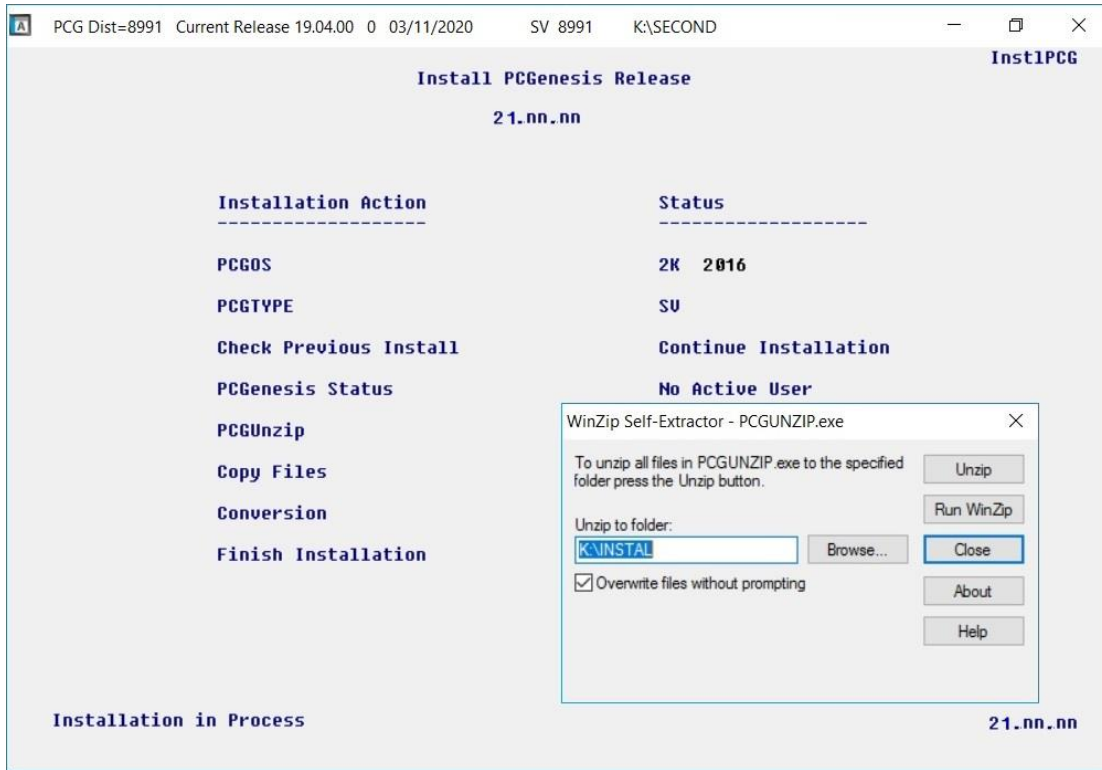 PCG Dist=8991 Current Release 19.04.00 0 03/11/2020 SV 8991 K:\SECOND
InstlPCG
Install PCGenesis Release
21.nn.nn
Installation Action Status
-------------------- --------------------
PCGOS 2K 2016
PCGTYPE SV
Check Previous Install Continue Installation
PCGenesis Status No Active User
PCGUnzip
Copy Files
Conversion
Finish Installation
WinZip Self-Extractor - PCGUNZIP.exe
To unzip all files in PCGUNZIP.exe to the specified
folder press the Unzip button.
Unzip to folder:
K:\INSTAL
Browse...
Overwrite files without prompting
Unzip
Run WinZip
Close
About
Help
Installation in Process 21.nn.nn